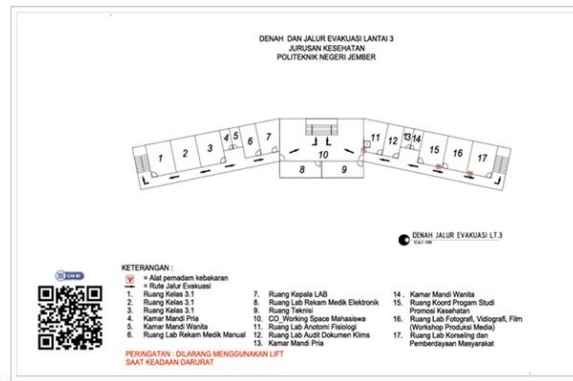 DENAH DAN JALUR EVAKUASI LANTAI 3
JURUSAN KESEHATAN
POLITEKNIK NEGERI JEMBER
1
2
3
4
5
6
7
8
9
10
11
12
13
14
15
16
17
DENAH JALUR EVAKUASI LT.3
KETERANGAN :
= Alat pemadam kebakaran
= Rute Jalur Evakuasi
1. Ruang Kelas 3.1
2. Ruang Kelas 3.1
3. Ruang Kelas 3.1
4. Kamar Mandi Pria
5. Kamar Mandi Wanita
6. Ruang Lab Rekam Medik Manual
7. Ruang Kepala LAB
8. Ruang Lab Rekam Medik Elektronik
9. Ruang Teknisi
10. CO_Working Space Mahasiswa
11. Ruang Lab Anotomi Fisiologi
12. Ruang Lab Audit Dokumen Klims
13. Kamar Mandi Pria
14. Kamar Mandi Wanita
15. Ruang Koord Progam Studi
Promosi Kesehatan
16. Ruang Lab Fotografi, Vidiografi, Film
(Workshop Produksi Media)
17. Ruang Lab Korseling dan
Pemberdayaan Masyarakat
PERINGATAN : DILARANG MENGGUNAKAN LIFT
SAAT KEADAAN DARURAT